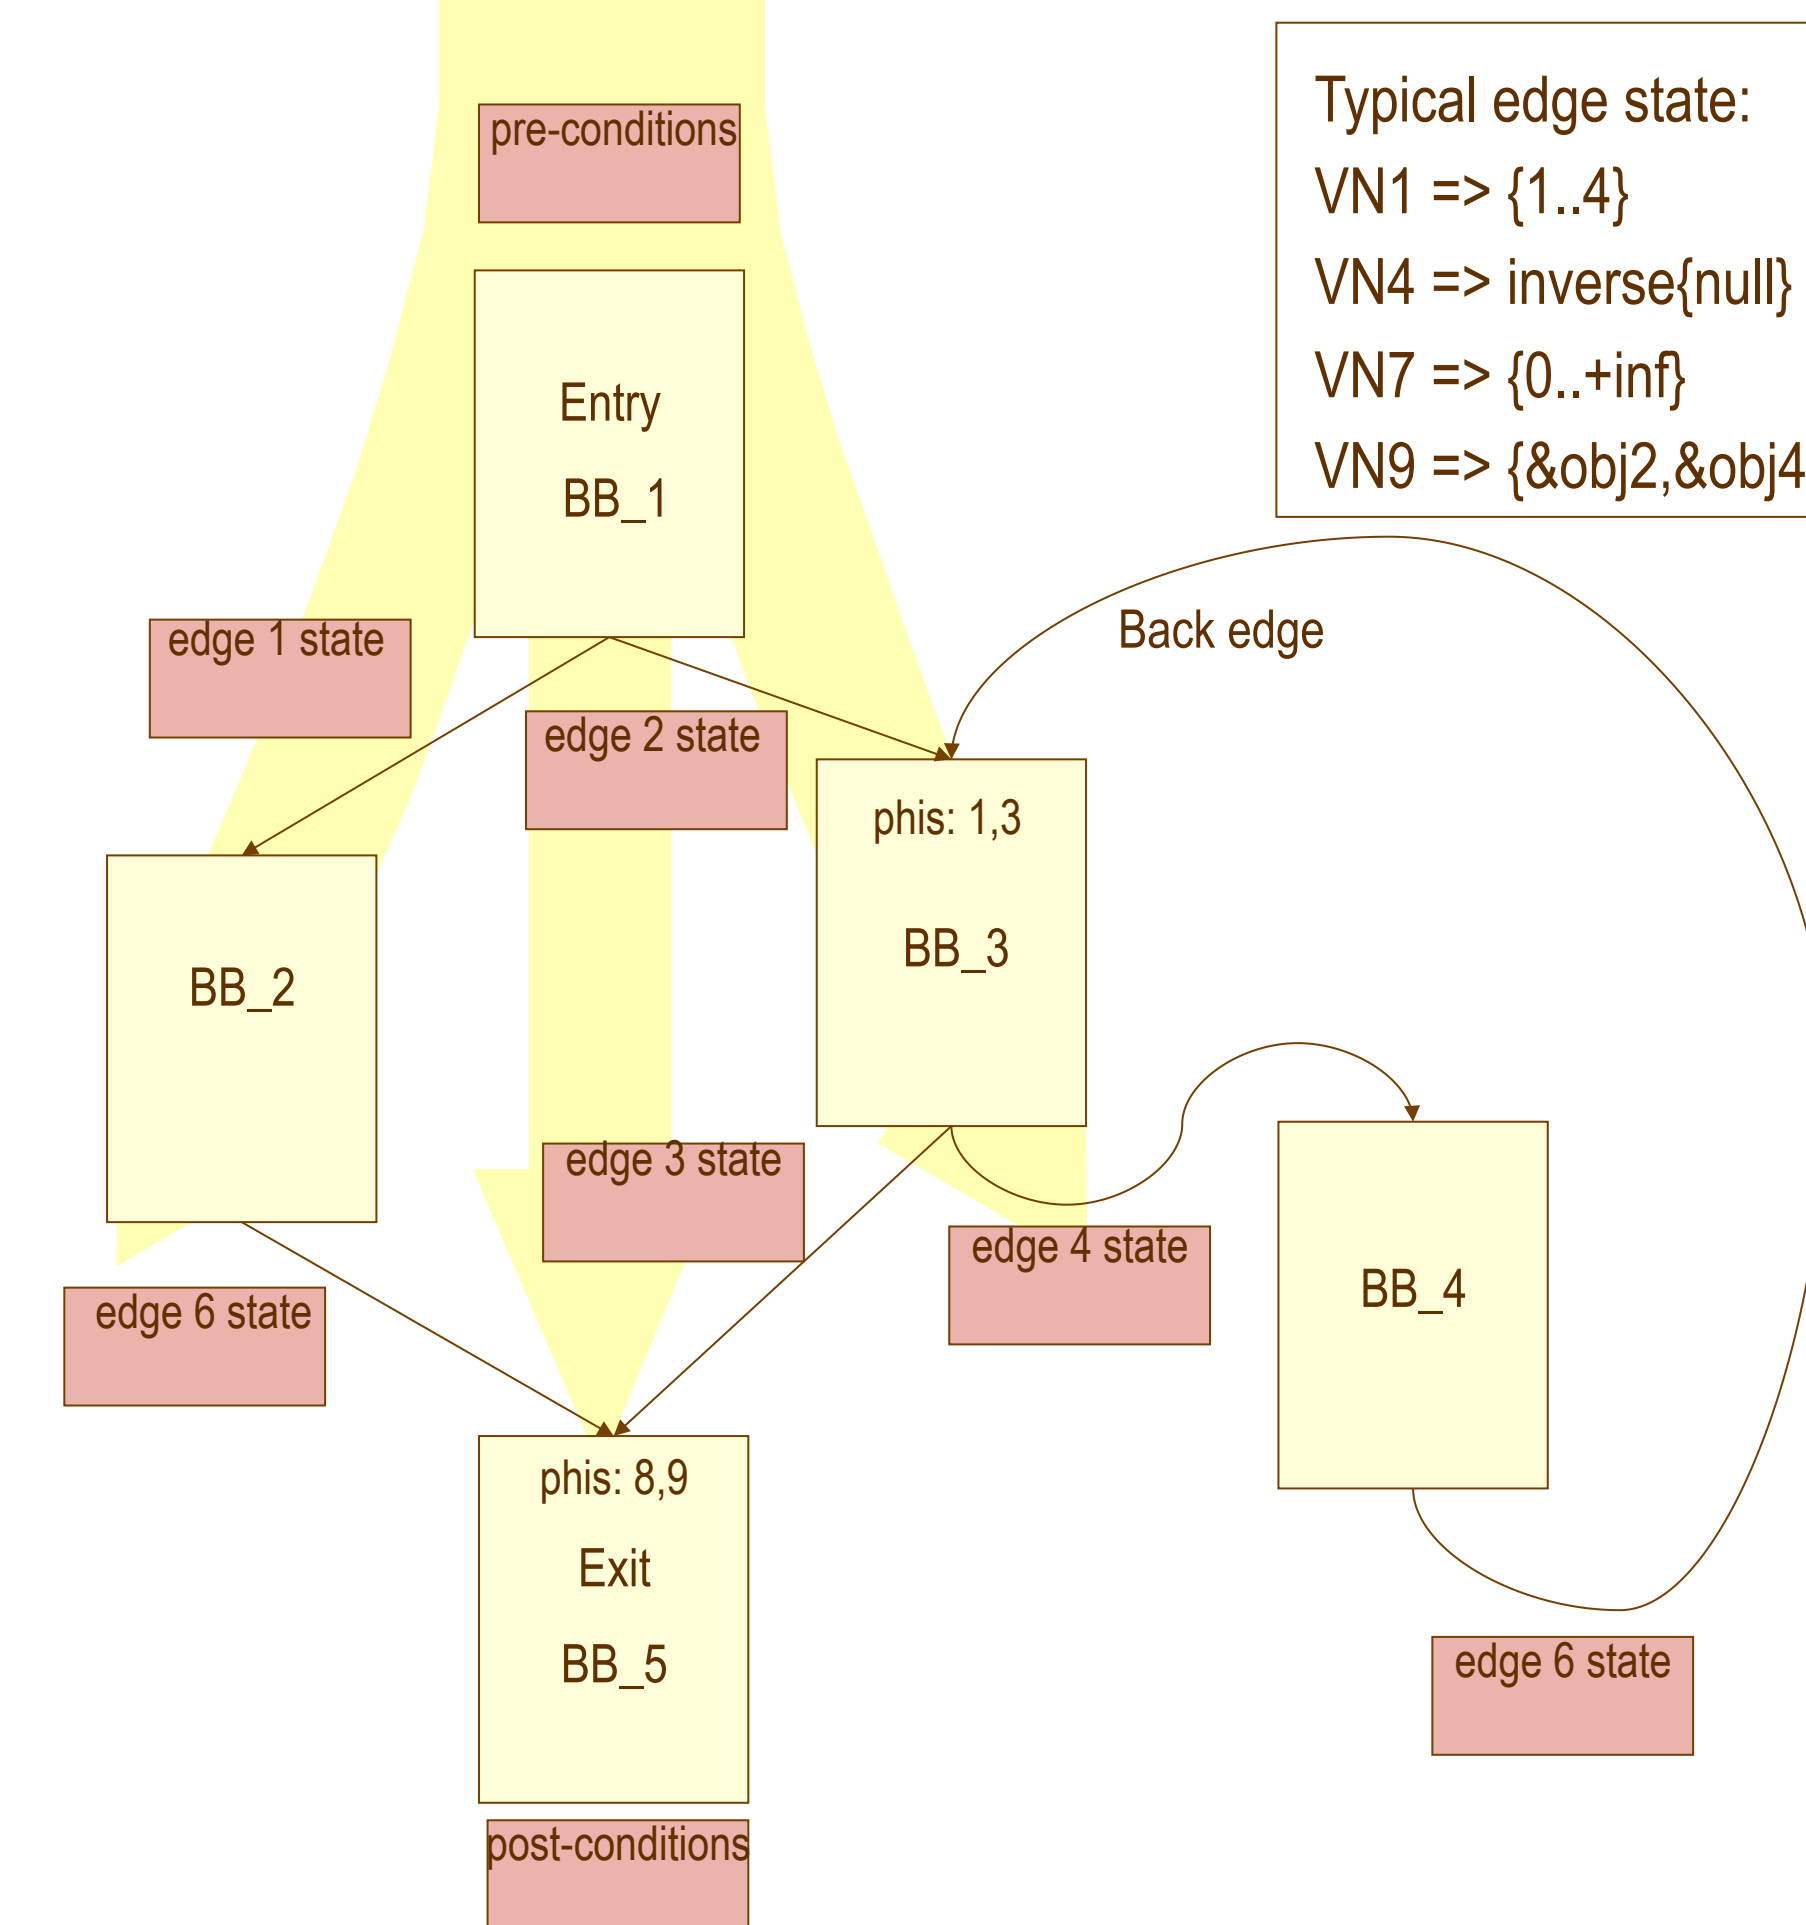 pre-conditions
Typical edge state:
VN1 => {1..4}
VN4 => inverse{null}
VN7 => {0..+inf}
VN9 => {&obj2,&obj4
Entry
BB_1
Back edge
edge 1 state
edge 2 state
phis: 1,3
BB_3
BB_2
edge 3 state
edge 4 state
BB_4
edge 6 state
phis: 8,9
Exit
BB_5
edge 6 state
post-conditions